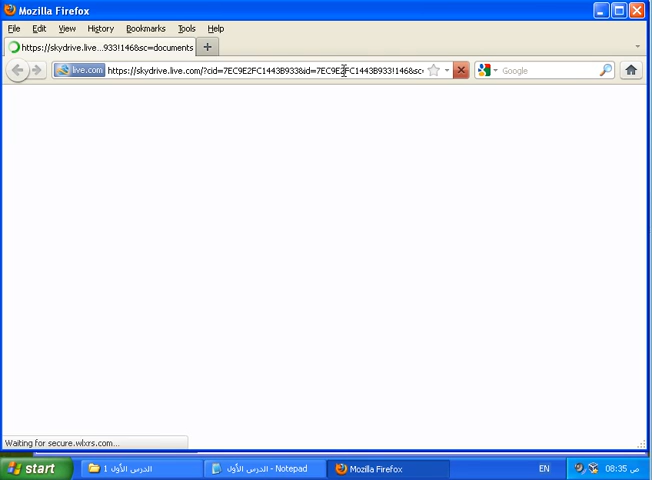 Mozilla Firefox
File Edit View History Bookmarks Tools Help
https://skydrive.live....933!146&sc=documents
live.com https://skydrive.live.com/?cid=7EC9E2FC1443B933&id=7EC9E2FC1443B933!146&sc= Google
Waiting for secure.wlxrs.com...
start الدرس الأول 1 الدرس الأول - Notepad Mozilla Firefox EN 08:35 ص